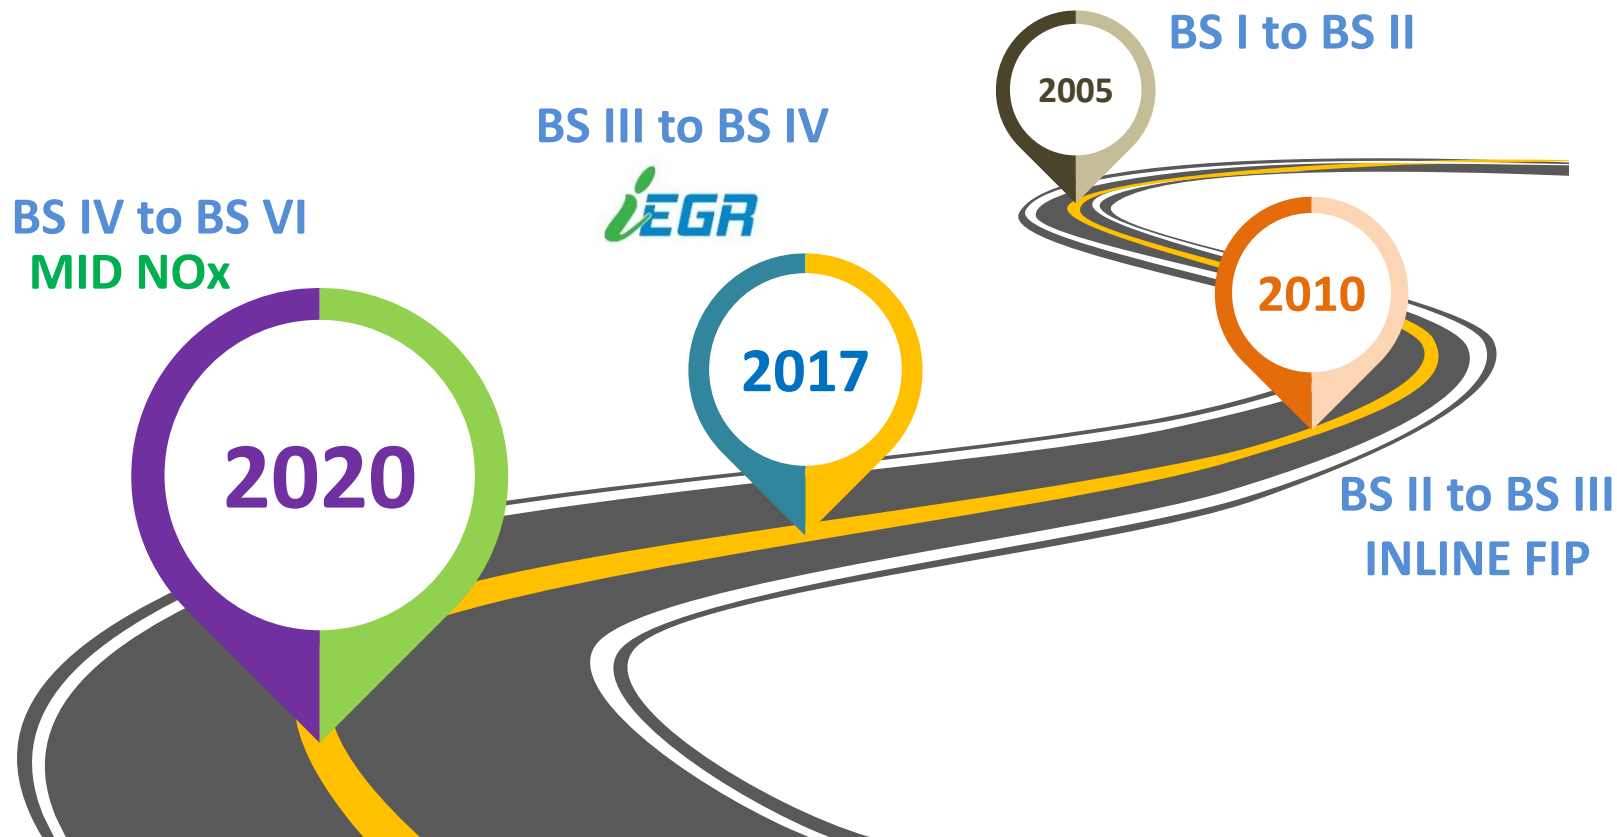 BS I to BS II
2005
BS III to BS IV
iEGR
BS IV to BS VI
MID NOx
2010
2017
2020
BS II to BS III
INLINE FIP